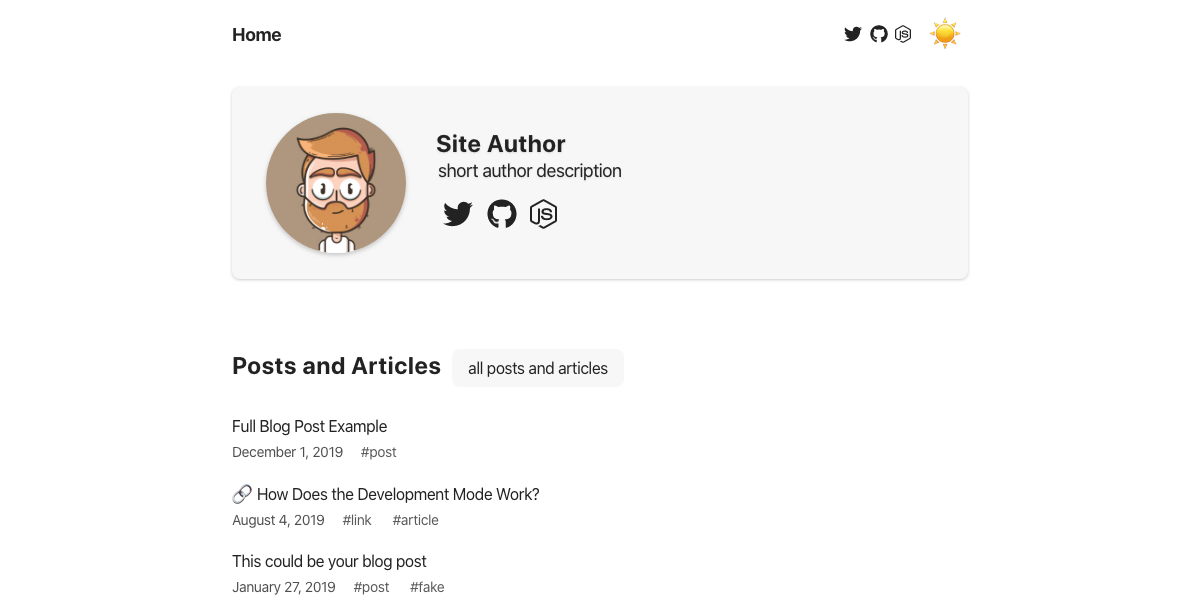 Home
JS
Site Author
short author description
JS
Posts and Articles
all posts and articles
Full Blog Post Example
December 1, 2019 #post
🔗 How Does the Development Mode Work?
August 4, 2019 #link #article
This could be your blog post
January 27, 2019 #post #fake